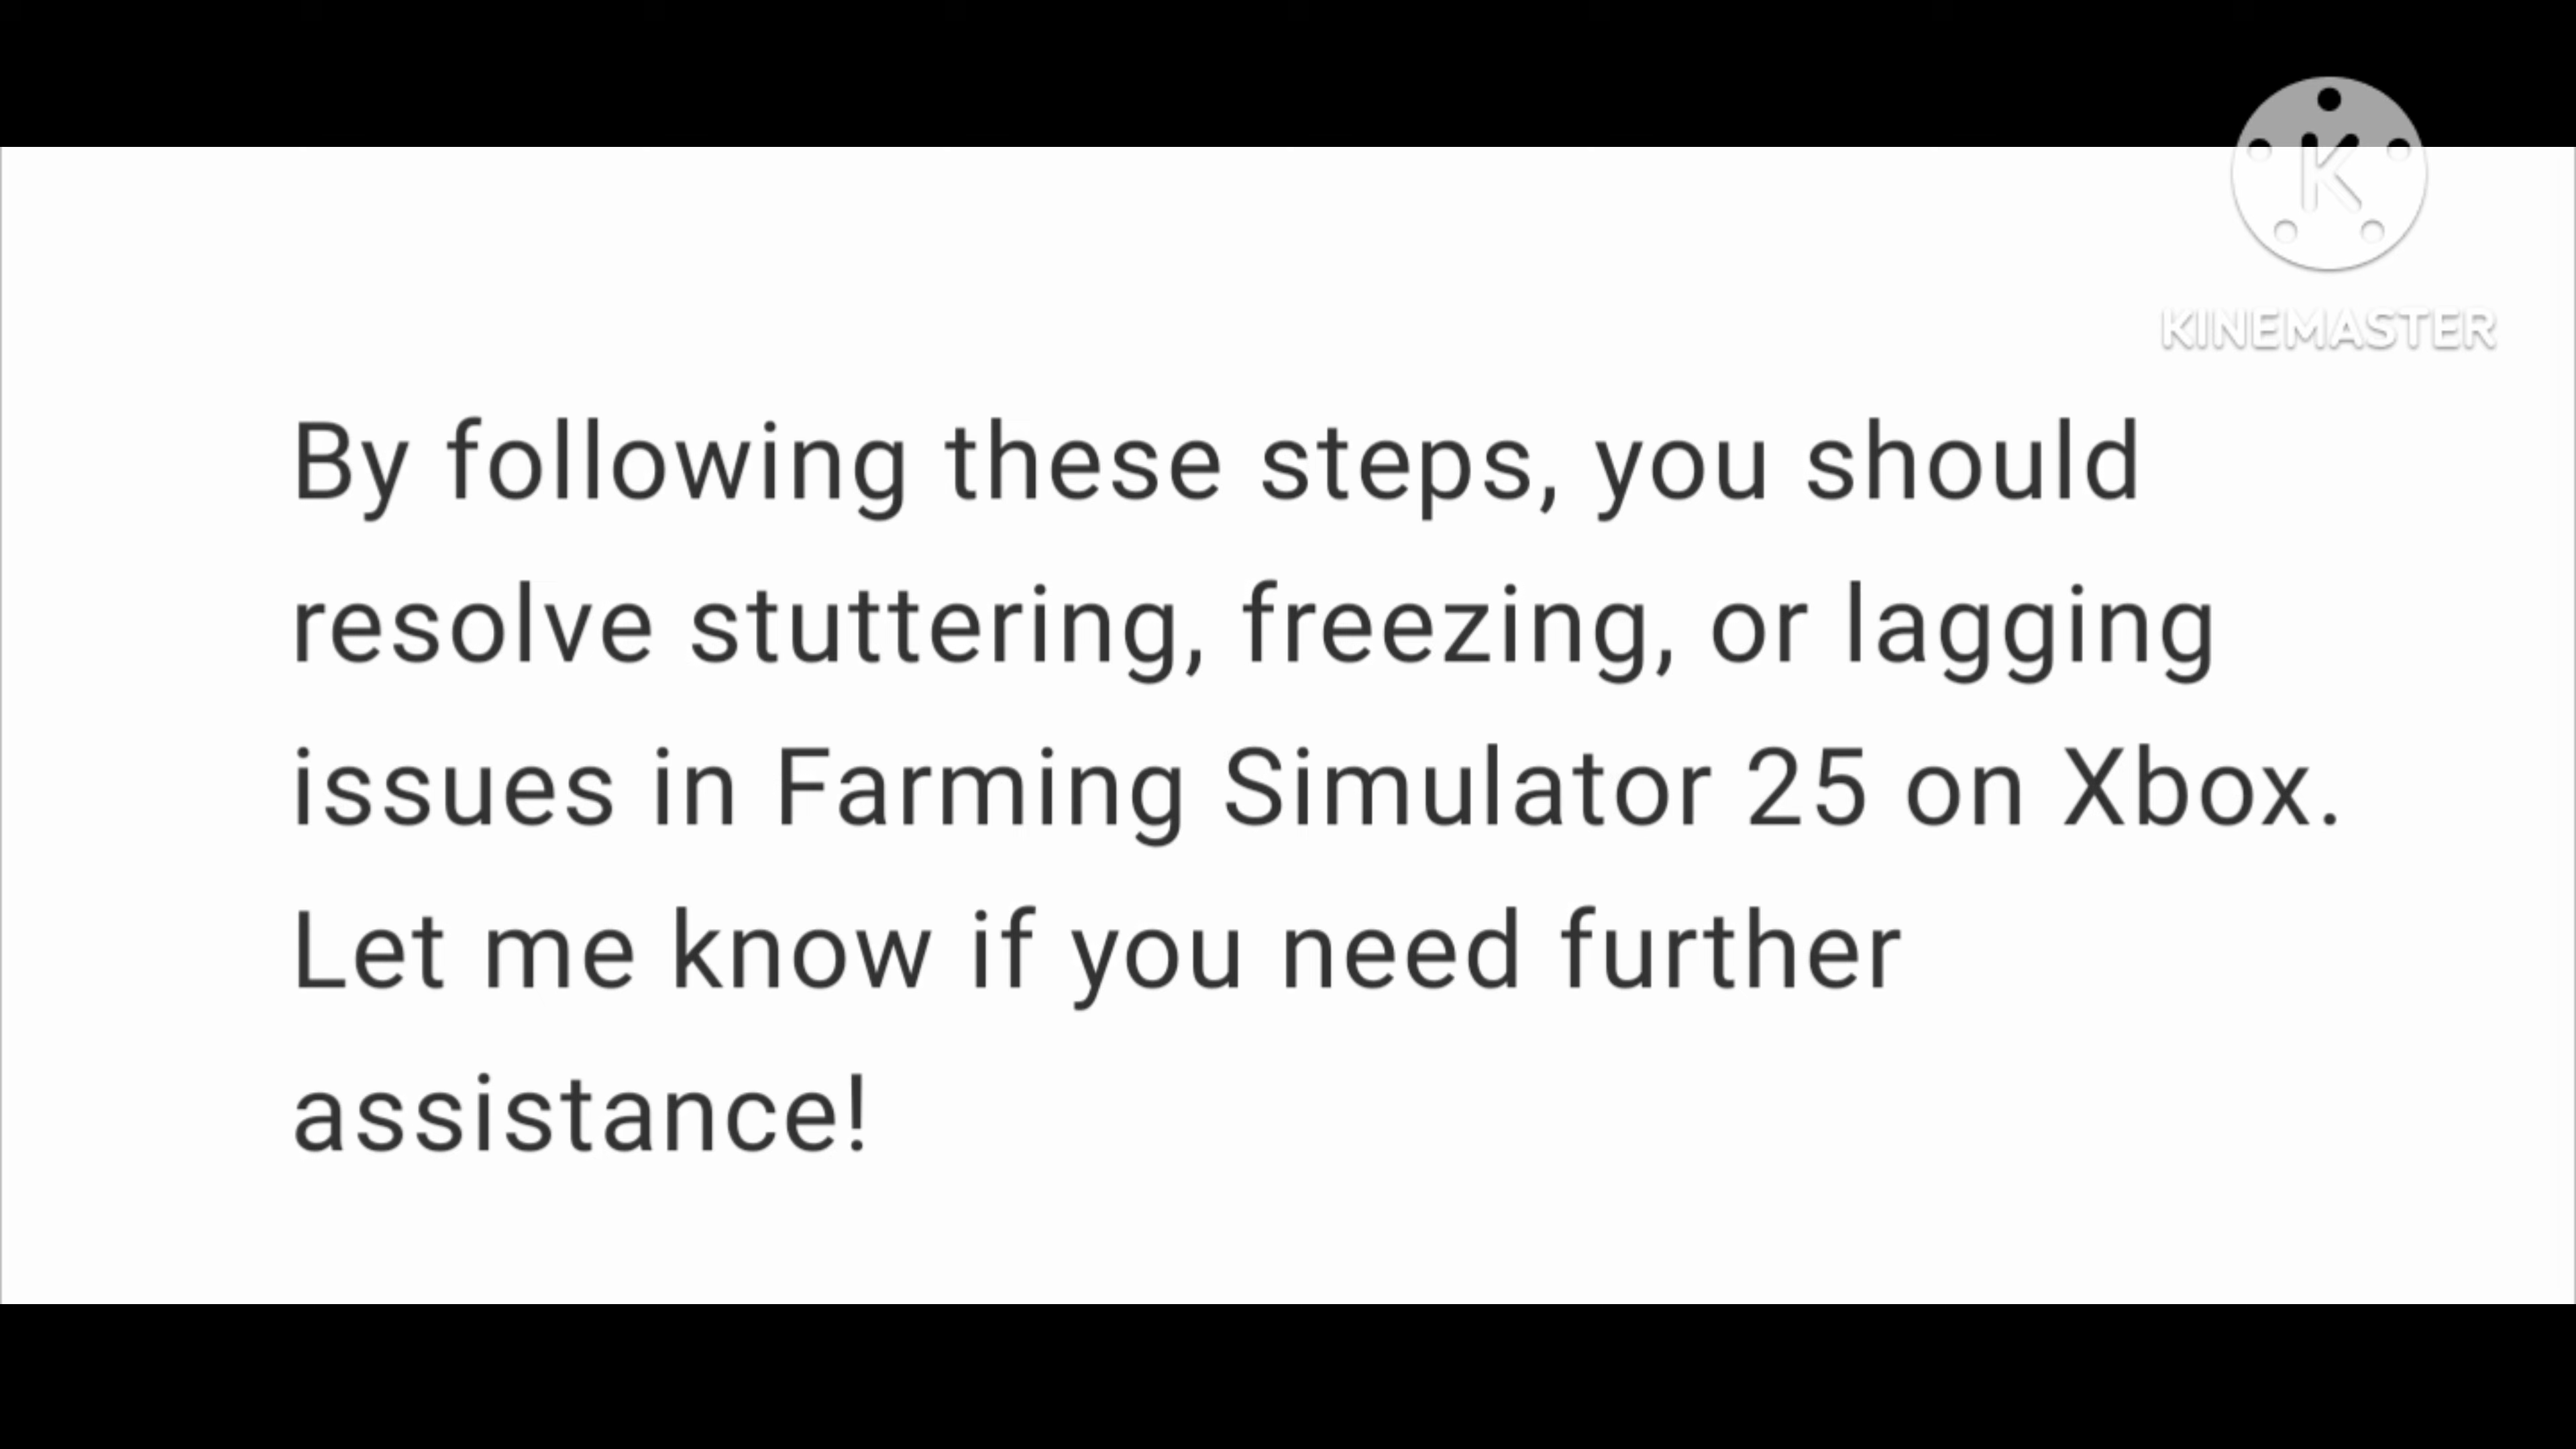 K
KINEMASTER
By following these steps, you should
resolve stuttering, freezing, or lagging
issues in Farming Simulator 25 on Xbox.
Let me know if you need further
assistance!